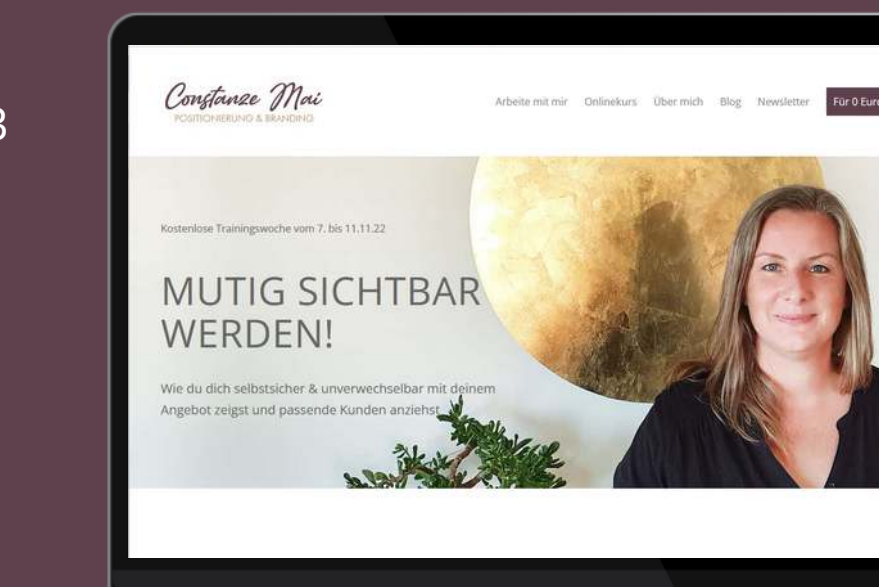 Constanze Mai
POSITIONIERUNG & BRANDING
Arbeite mit mir Onlinekurs Über mich Blog Newsletter Für 0 Euro
Kostenlose Trainingswoche vom 7. bis 11.11.22
MUTIG SICHTBAR
WERDEN!
Wie du dich selbstsicher & unverwechselbar mit deinem
Angebot zeigst und passende Kunden anziehst